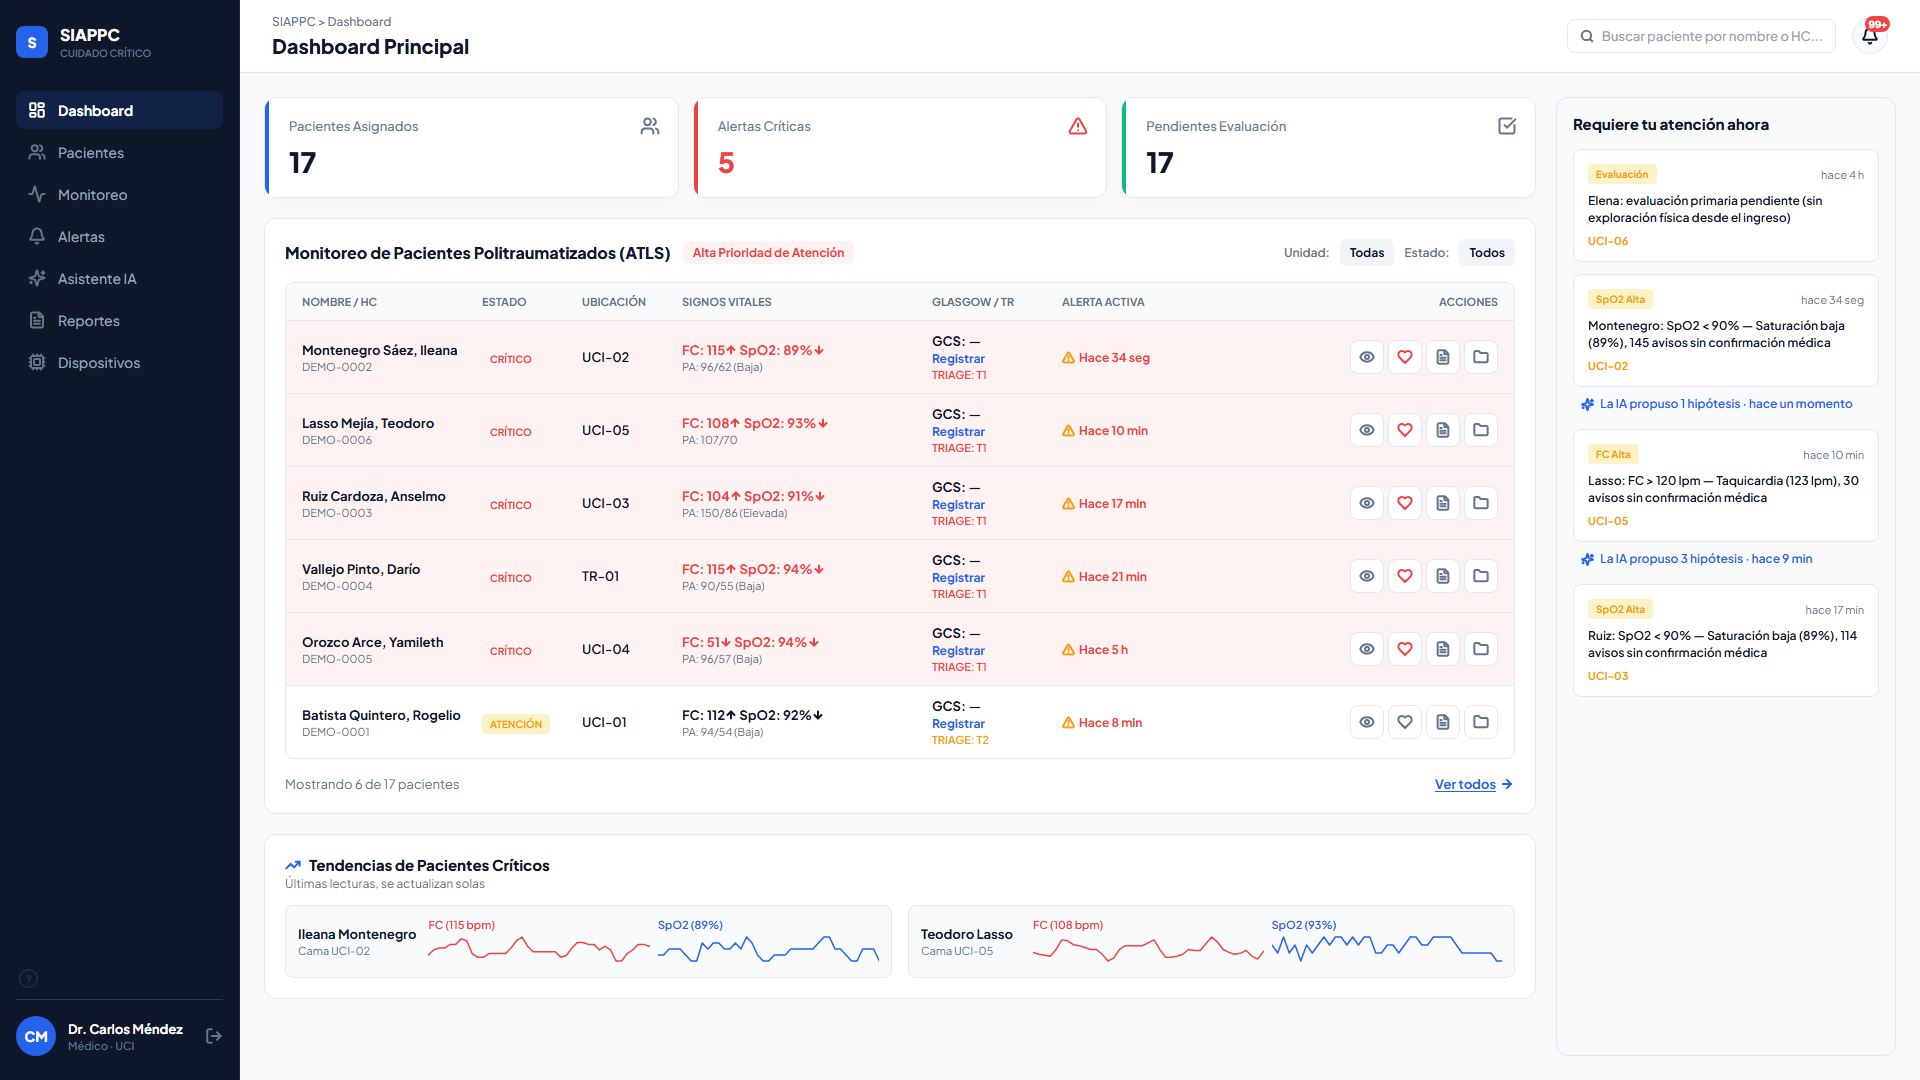 S
SIAPPC
CUIDADO CRÍTICO
Dashboard
Pacientes
Monitoreo
Alertas
Asistente IA
Reportes
Dispositivos
?
CM
Dr. Carlos Méndez
Médico · UCI
SIAPPC > Dashboard
Dashboard Principal
Buscar paciente por nombre o HC...
99+
Pacientes Asignados
17
Alertas Críticas
5
Pendientes Evaluación
17
Monitoreo de Pacientes Politraumatizados (ATLS)
Alta Prioridad de Atención
Unidad: Todas Estado: Todos
NOMBRE / HC ESTADO UBICACIÓN SIGNOS VITALES GLASGOW / TR ALERTA ACTIVA ACCIONES
Montenegro Sáez, Ileana
DEMO-0002
CRÍTICO
UCI-02
FC: 115↑ SpO2: 89%↓
PA: 96/62 (Baja)
GCS: —
Registrar
TRIAGE: T1
Hace 34 seg
Lasso Mejía, Teodoro
DEMO-0006
CRÍTICO
UCI-05
FC: 108↑ SpO2: 93%↓
PA: 107/70
GCS: —
Registrar
TRIAGE: T1
Hace 10 min
Ruiz Cardoza, Anselmo
DEMO-0003
CRÍTICO
UCI-03
FC: 104↑ SpO2: 91%↓
PA: 150/86 (Elevada)
GCS: —
Registrar
TRIAGE: T1
Hace 17 min
Vallejo Pinto, Darío
DEMO-0004
CRÍTICO
TR-01
FC: 115↑ SpO2: 94%↓
PA: 90/55 (Baja)
GCS: —
Registrar
TRIAGE: T1
Hace 21 min
Orozco Arce, Yamileth
DEMO-0005
CRÍTICO
UCI-04
FC: 51↓ SpO2: 94%↓
PA: 96/57 (Baja)
GCS: —
Registrar
TRIAGE: T1
Hace 5 h
Batista Quintero, Rogelio
DEMO-0001
ATENCIÓN
UCI-01
FC: 112↑ SpO2: 92%↓
PA: 94/54 (Baja)
GCS: —
Registrar
TRIAGE: T2
Hace 8 min
Mostrando 6 de 17 pacientes
Ver todos →
Tendencias de Pacientes Críticos
Últimas lecturas, se actualizan solas
Ileana Montenegro
Cama UCI-02
FC (115 bpm)
SpO2 (89%)
Teodoro Lasso
Cama UCI-05
FC (108 bpm)
SpO2 (93%)
Requiere tu atención ahora
Evaluación
hace 4 h
Elena: evaluación primaria pendiente (sin
exploración física desde el ingreso)
UCI-06
SpO2 Alta
hace 34 seg
Montenegro: SpO2 < 90% — Saturación baja
(89%), 145 avisos sin confirmación médica
UCI-02
La IA propuso 1 hipótesis · hace un momento
FC Alta
hace 10 min
Lasso: FC > 120 lpm — Taquicardia (123 lpm), 30
avisos sin confirmación médica
UCI-05
La IA propuso 3 hipótesis · hace 9 min
SpO2 Alta
hace 17 min
Ruiz: SpO2 < 90% — Saturación baja (89%), 114
avisos sin confirmación médica
UCI-03